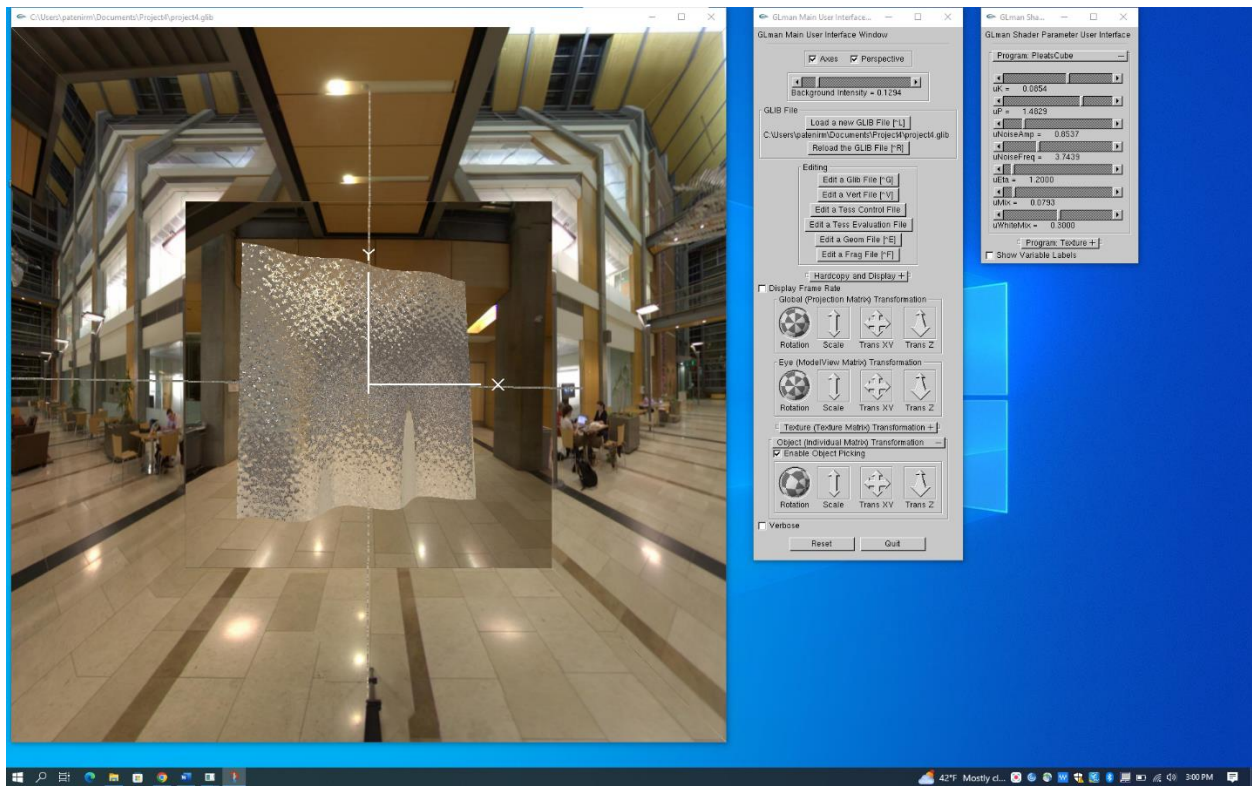 C:\Users\patenirm\Documents\Project4\project4.glib
Y
X
GLman Main User Interface...
GLman Main User Interface Window
Axes Perspective
Background Intensity = 0.1294
GLIB File
Load a new GLIB File [^L]
C:\Users\patenirm\Documents\Project4\project4.glib
Reload the GLIB File [^R]
Editing
Edit a Glib File [^G]
Edit a Vert File [^V]
Edit a Tess Control File
Edit a Tess Evaluation File
Edit a Geom File [^E]
Edit a Frag File [^F]
Hardcopy and Display +
Display Frame Rate
Global (Projection Matrix) Transformation
Rotation Scale Trans XY Trans Z
Eye (ModelView Matrix) Transformation
Rotation Scale Trans XY Trans Z
Texture (Texture Matrix) Transformation +
Object (Individual Matrix) Transformation –
Enable Object Picking
Rotation Scale Trans XY Trans Z
Verbose
Reset Quit
GLman Sha...
GLman Shader Parameter User Interface
Program: PleatsCube –
uK = 0.0854
uP = 1.4829
uNoiseAmp = 0.8537
uNoiseFreq = 3.7439
uEta = 1.2000
uMix = 0.0793
uWhiteMix = 0.3000
Program: Texture +
Show Variable Labels
42°F Mostly cl... 3:00 PM